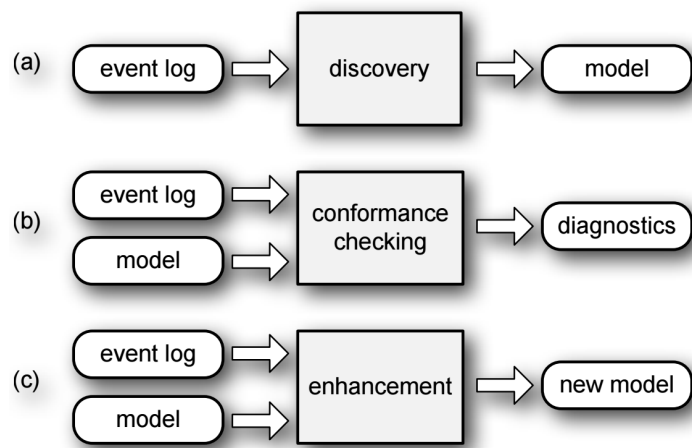 (a)
event log
discovery
model
(b)
event log
model
conformance
checking
diagnostics
(c)
event log
model
enhancement
new model